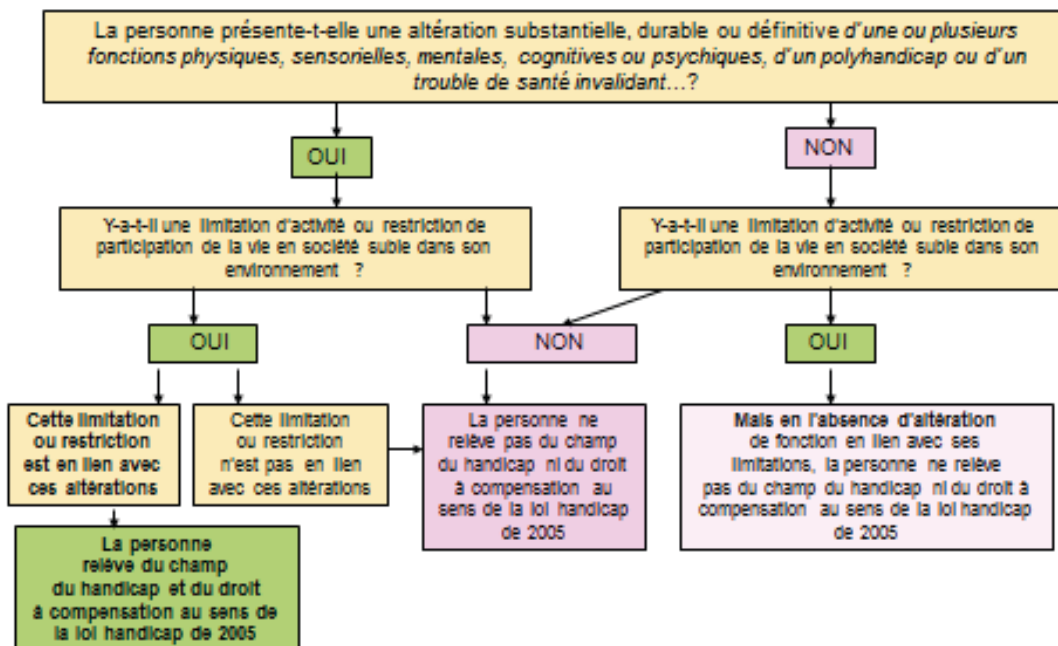 La personne présente-t-elle une altération substantielle, durable ou définitive d'une ou plusieurs
fonctions physiques, sensorielles, mentales, cognitives ou psychiques, d'un polyhandicap ou d'un
trouble de santé invalidant…?
OUI
NON
Y-a-t-il une limitation d'activité ou restriction de
participation de la vie en société subie dans son
environnement ?
Y-a-t-il une limitation d'activité ou restriction de
participation de la vie en société subie dans son
environnement ?
OUI
NON
OUI
Cette limitation
ou restriction
est en lien avec
ces altérations
Cette limitation
ou restriction
n'est pas en lien
avec ces altérations
La personne ne
relève pas du champ
du handicap ni du droit
à compensation au
sens de la loi handicap
de 2005
Mais en l'absence d'altération
de fonction en lien avec ses
limitations, la personne ne relève
pas du champ du handicap ni du droit à
compensation au sens de la loi handicap
de 2005
La personne
relève du champ
du handicap et du droit
à compensation au sens de
la loi handicap de 2005